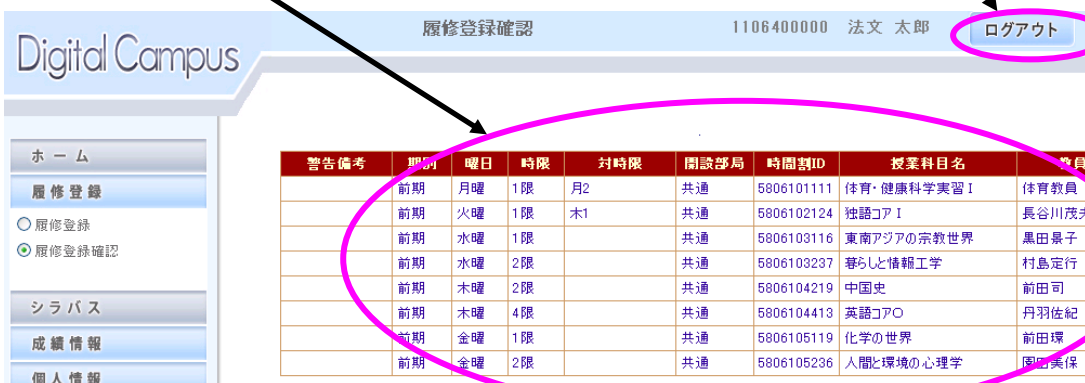 履修登録確認 1106400000 法文 太郎 ログアウト
Digital Campus
ホーム
履修登録
履修登録
履修登録確認
シラバス
成績情報
個人情報
警告備考 期別 曜日 時限 対時限 開設部局 時間割ID 授業科目名 教員
前期 月曜 1限 月2 共通 5806101111 体育・健康科学実習Ⅰ 体育教員
前期 火曜 1限 木1 共通 5806102124 独語コアⅠ 長谷川茂夫
前期 水曜 1限 共通 5806103116 東南アジアの宗教世界 黒田景子
前期 水曜 2限 共通 5806103237 暮らしと情報工学 村島定行
前期 木曜 2限 共通 5806104219 中国史 前田司
前期 木曜 4限 共通 5806104413 英語コアO 丹羽佐紀
前期 金曜 1限 共通 5806105119 化学の世界 前田環
前期 金曜 2限 共通 5806105236 人間と環境の心理学 園田美保